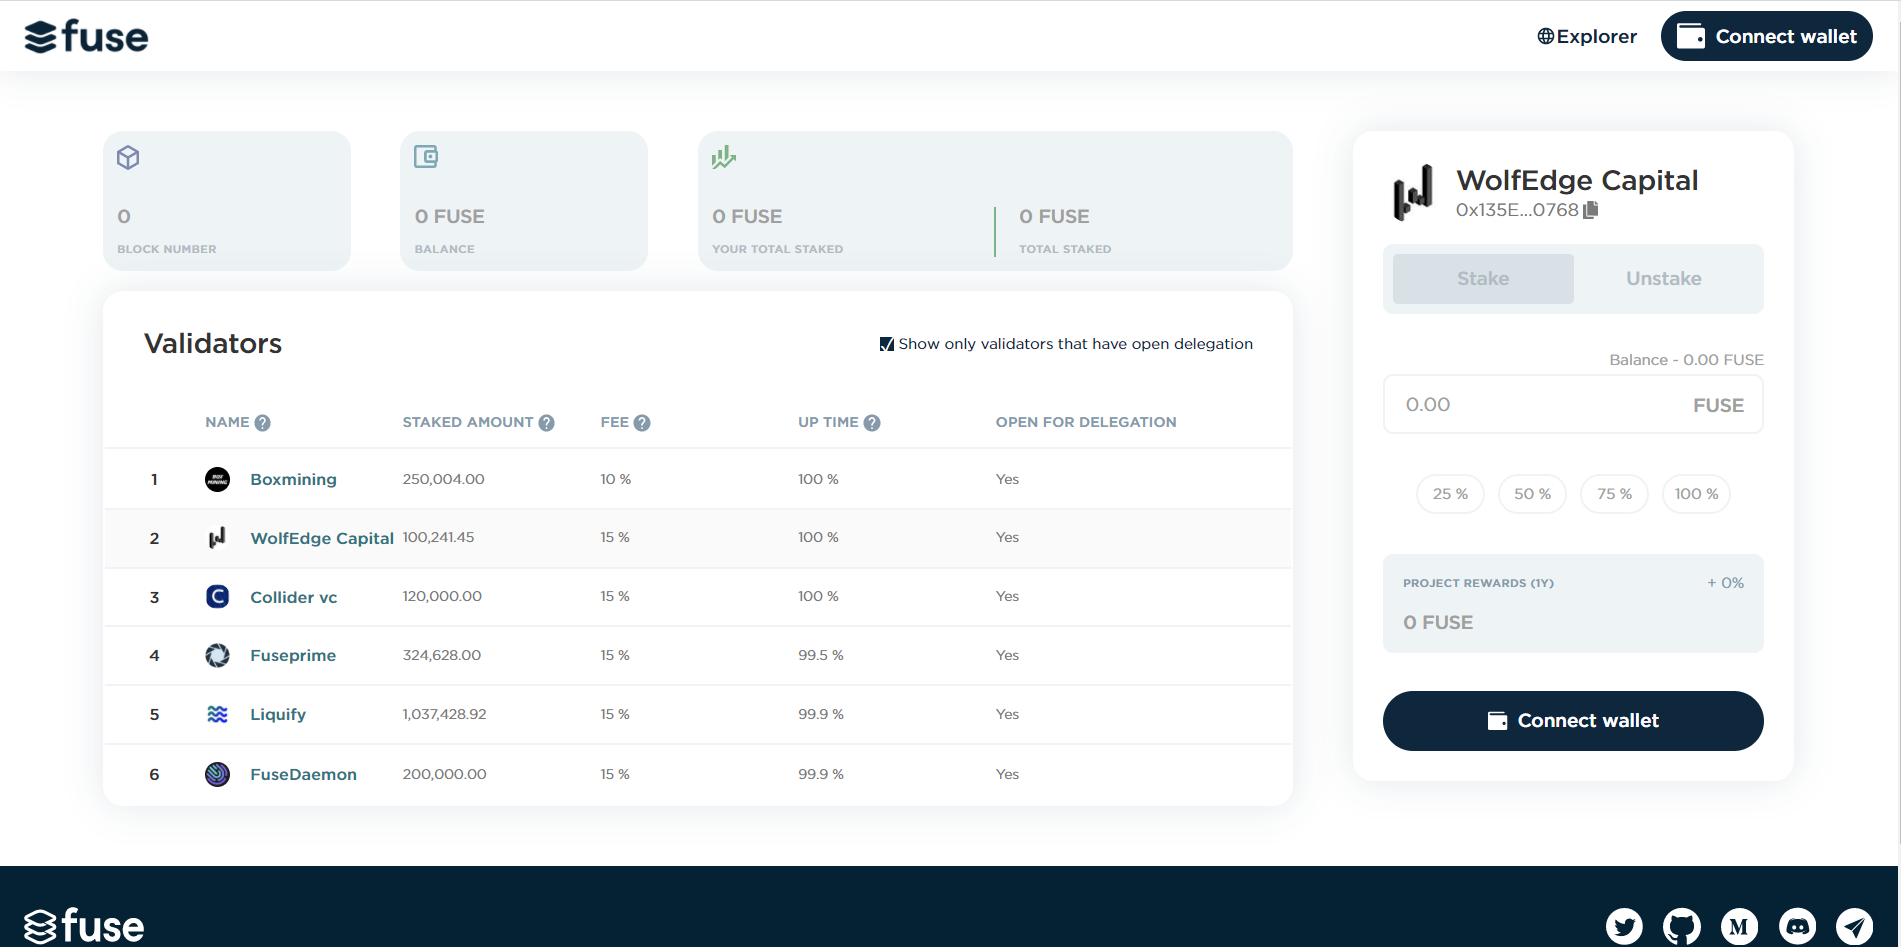 fuse
Explorer
Connect wallet
0
BLOCK NUMBER
0 FUSE
BALANCE
0 FUSE
YOUR TOTAL STAKED
0 FUSE
TOTAL STAKED
Validators
Show only validators that have open delegation
NAME ? STAKED AMOUNT ? FEE ? UP TIME ? OPEN FOR DELEGATION
1 BOX MINING Boxmining 250,004.00 10 % 100 % Yes
2 WolfEdge Capital 100,241.45 15 % 100 % Yes
3 C Collider vc 120,000.00 15 % 100 % Yes
4 Fuseprime 324,628.00 15 % 99.5 % Yes
5 Liquify 1,037,428.92 15 % 99.9 % Yes
6 FuseDaemon 200,000.00 15 % 99.9 % Yes
WolfEdge Capital
0x135E...0768
Stake Unstake
Balance - 0.00 FUSE
0.00 FUSE
25 % 50 % 75 % 100 %
PROJECT REWARDS (1Y) + 0%
0 FUSE
Connect wallet
fuse
M